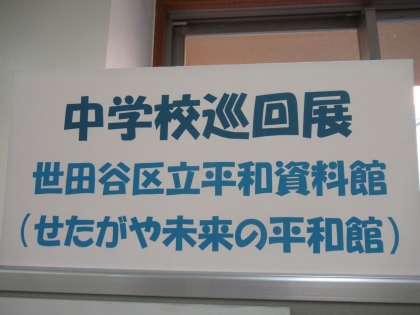 中学校巡回展
世田谷区立平和資料館
（せたがや未来の平和館）